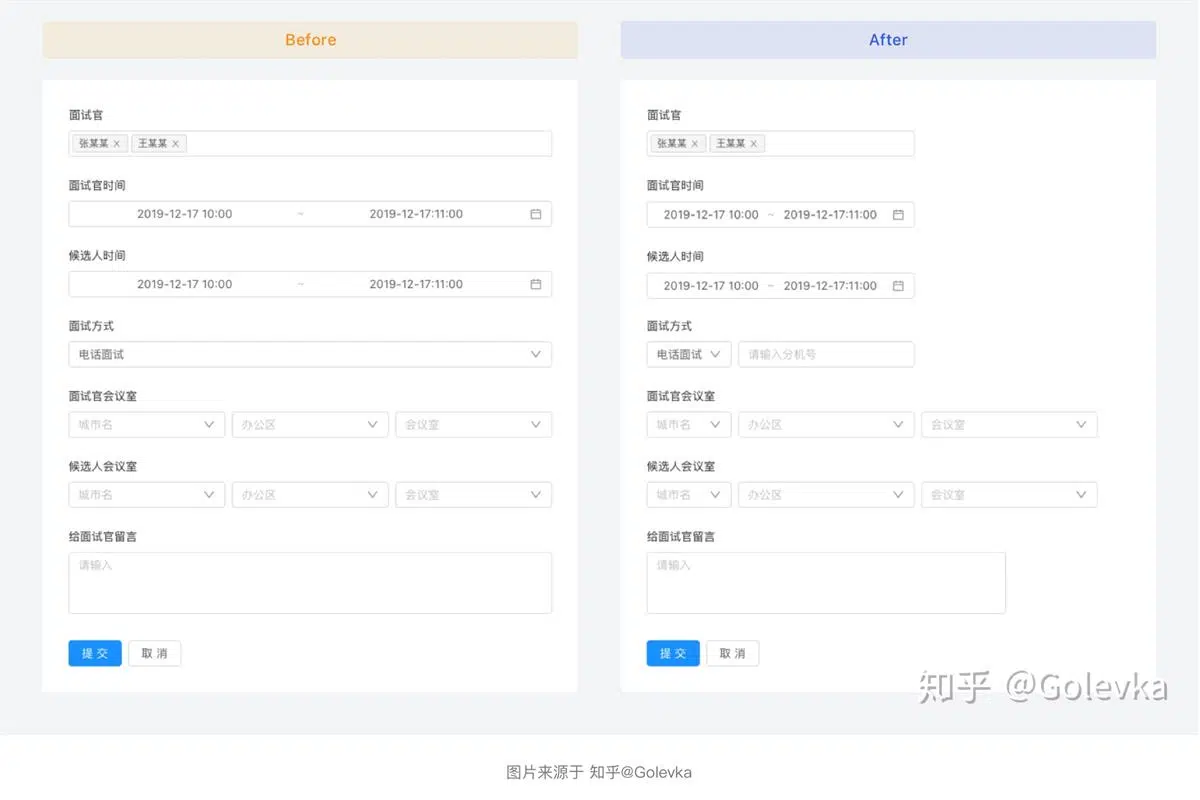 Before
面试官
张某某 × 王某某 ×
面试官时间
2019-12-17 10:00 ~ 2019-12-17:11:00
候选人时间
2019-12-17 10:00 ~ 2019-12-17:11:00
面试方式
电话面试
面试官会议室
城市名 办公区 会议室
候选人会议室
城市名 办公区 会议室
给面试官留言
请输入
提交 取消
After
面试官
张某某 × 王某某 ×
面试官时间
2019-12-17 10:00 ~ 2019-12-17:11:00
候选人时间
2019-12-17 10:00 ~ 2019-12-17:11:00
面试方式
电话面试 请输入分机号
面试官会议室
城市名 办公区 会议室
候选人会议室
城市名 办公区 会议室
给面试官留言
请输入
提交 取消
知乎 @Golevka
图片来源于 知乎@Golevka